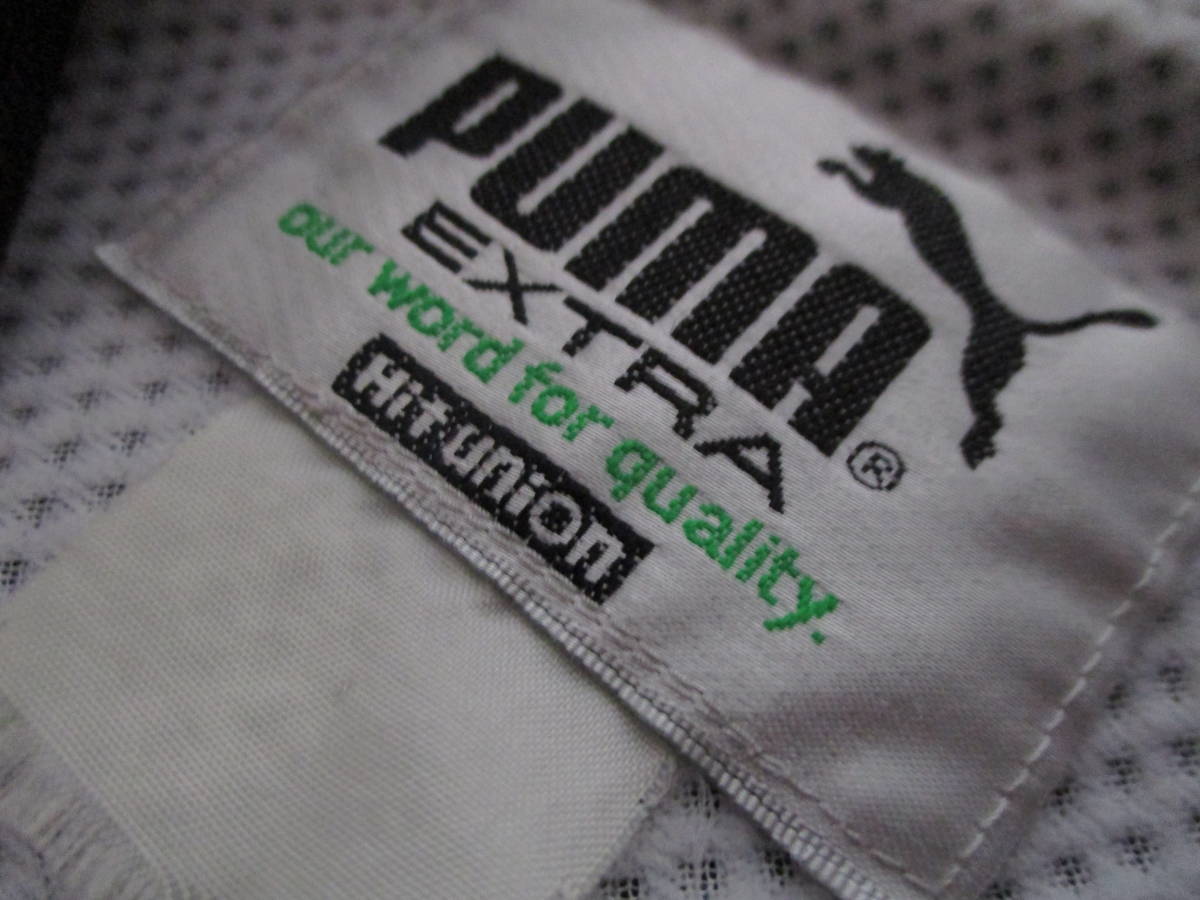 PUMA®
EXTRA
our word for quality.
Hit union